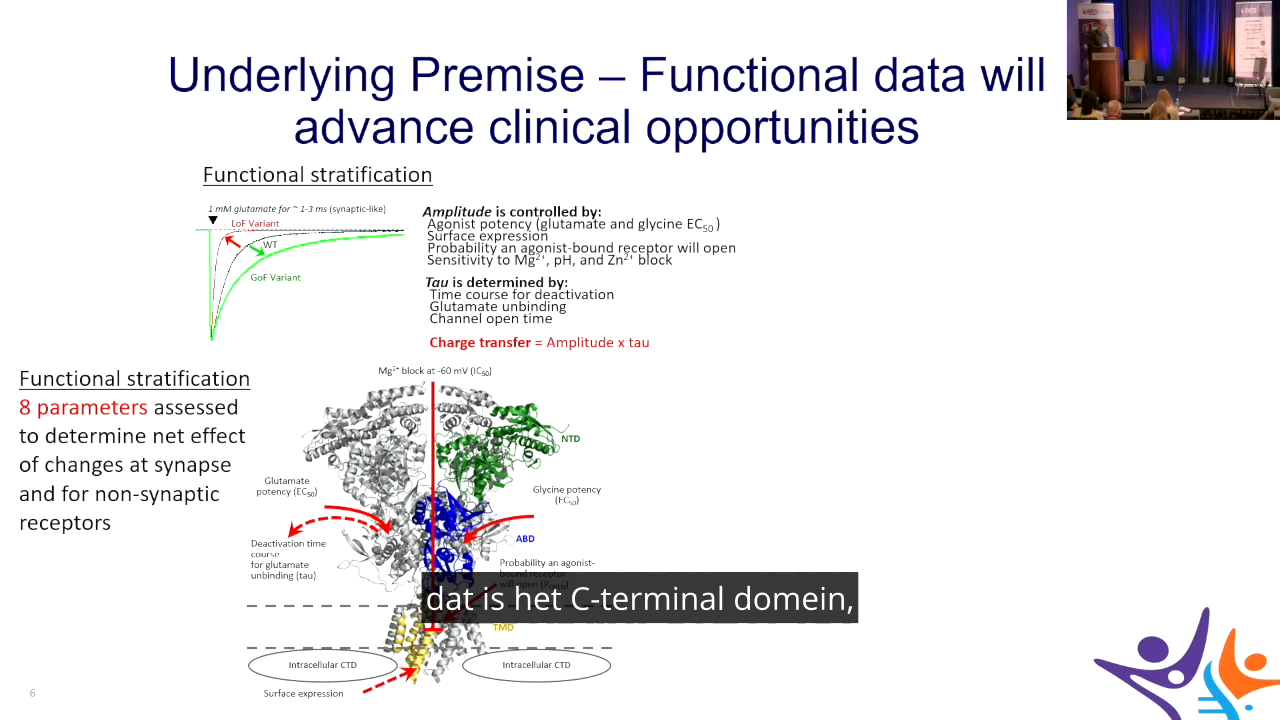 Underlying Premise – Functional data will
advance clinical opportunities
Functional stratification
1 mM glutamate for ~ 1-3 ms (synaptic-like)
LoF Variant
WT
GoF Variant
Amplitude is controlled by:
Agonist potency (glutamate and glycine EC50)
Surface expression
Probability an agonist-bound receptor will open
Sensitivity to Mg2+, pH, and Zn2+ block
Tau is determined by:
Time course for deactivation
Glutamate unbinding
Channel open time
Charge transfer = Amplitude x tau
Functional stratification
8 parameters assessed
to determine net effect
of changes at synapse
and for non-synaptic
receptors
Mg2+ block at -60 mV (IC50)
NTD
Glutamate
potency (EC50)
Glycine potency
(EC50)
ABD
Deactivation time
course
for glutamate
unbinding (tau)
Probability an agonist-
bound receptor
will open
dat is het C-terminal domein,
TMD
Intracellular CTD
Intracellular CTD
Surface expression
6